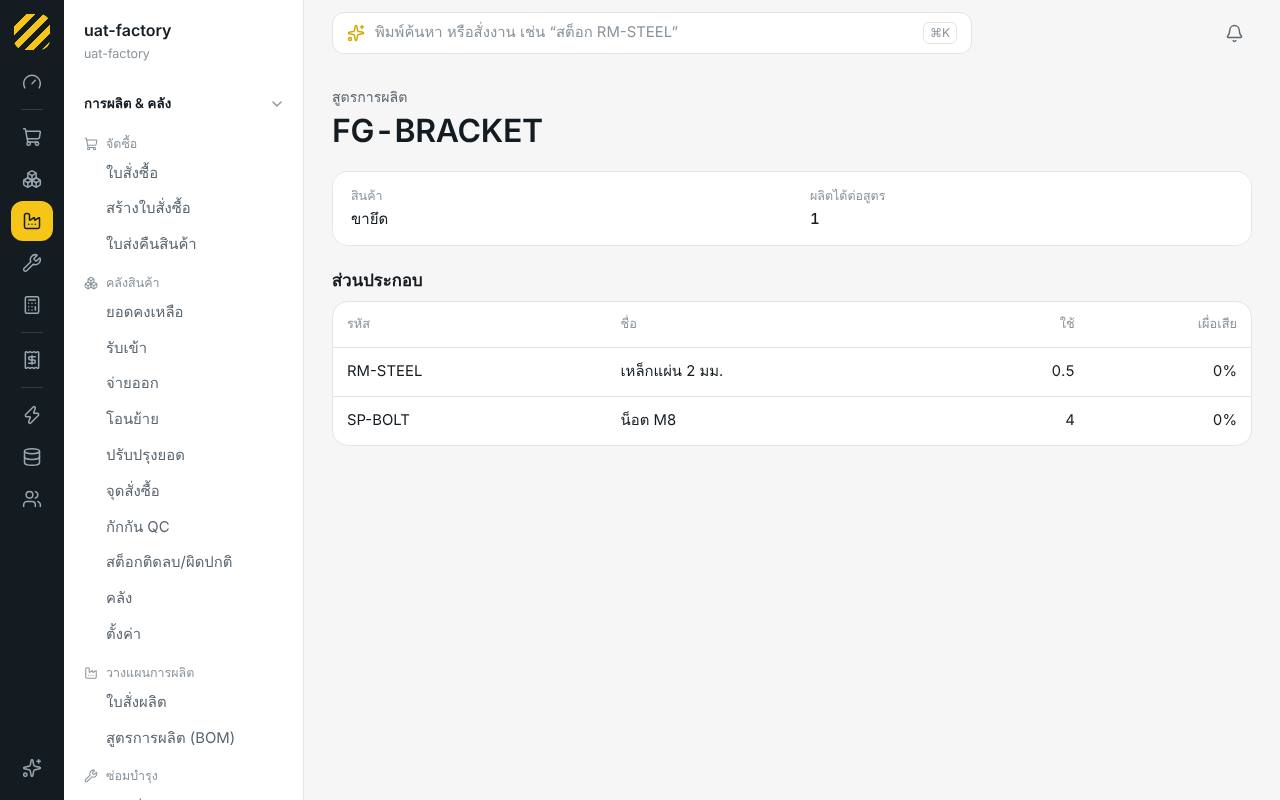 uat-factory
uat-factory
การผลิต & คลัง
จัดซื้อ
ใบสั่งซื้อ
สร้างใบสั่งซื้อ
ใบส่งคืนสินค้า
คลังสินค้า
ยอดคงเหลือ
รับเข้า
จ่ายออก
โอนย้าย
ปรับปรุงยอด
จุดสั่งซื้อ
กักกัน QC
สต็อกติดลบ/ผิดปกติ
คลัง
ตั้งค่า
วางแผนการผลิต
ใบสั่งผลิต
สูตรการผลิต (BOM)
ซ่อมบำรุง
พิมพ์ค้นหา หรือสั่งงาน เช่น “สต็อก RM-STEEL” ⌘K
สูตรการผลิต
FG-BRACKET
สินค้า ผลิตได้ต่อสูตร
ขายึด 1
ส่วนประกอบ
รหัส ชื่อ ใช้ เผื่อเสีย
RM-STEEL เหล็กแผ่น 2 มม. 0.5 0%
SP-BOLT น็อต M8 4 0%